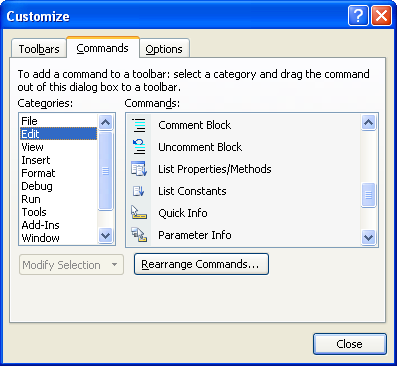 Customize
Toolbars Commands Options
To add a command to a toolbar: select a category and drag the command
out of this dialog box to a toolbar.
Categories: Commands:
File
Edit
View
Insert
Format
Debug
Run
Tools
Add-Ins
Window
Comment Block
Uncomment Block
List Properties/Methods
List Constants
Quick Info
Parameter Info
Modify Selection
Rearrange Commands...
Close